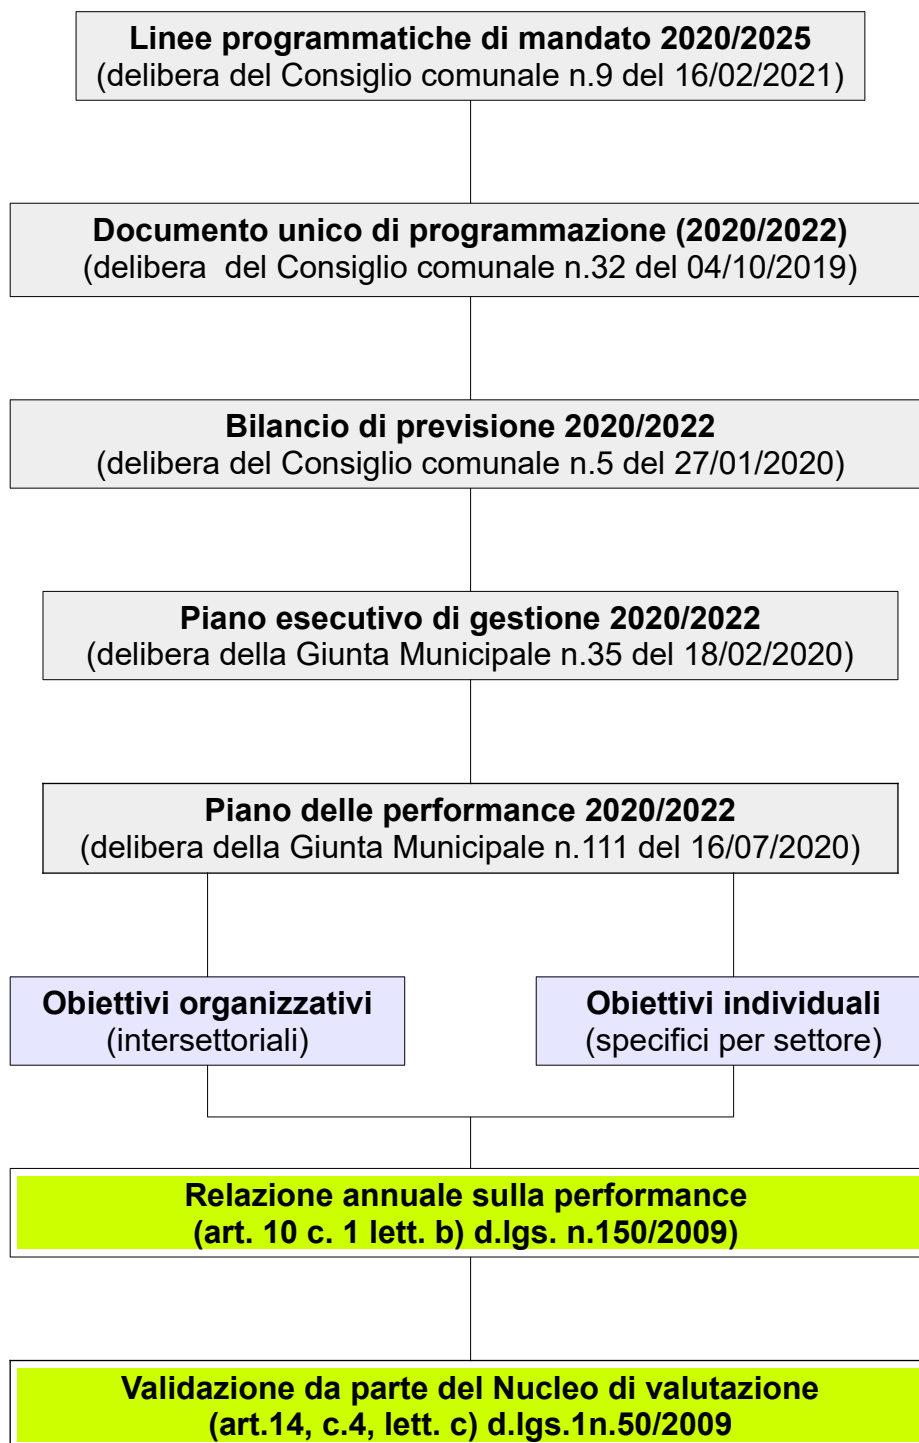 Linee programmatiche di mandato 2020/2025
(delibera del Consiglio comunale n.9 del 16/02/2021)
Documento unico di programmazione (2020/2022)
(delibera  del Consiglio comunale n.32 del 04/10/2019)
Bilancio di previsione 2020/2022
(delibera del Consiglio comunale n.5 del 27/01/2020)
Piano esecutivo di gestione 2020/2022
(delibera della Giunta Municipale n.35 del 18/02/2020)
Piano delle performance 2020/2022
(delibera della Giunta Municipale n.111 del 16/07/2020)
Obiettivi organizzativi
(intersettoriali)
Obiettivi individuali
(specifici per settore)
Relazione annuale sulla performance
(art. 10 c. 1 lett. b) d.lgs. n.150/2009)
Validazione da parte del Nucleo di valutazione
(art.14, c.4, lett. c) d.lgs.1n.50/2009